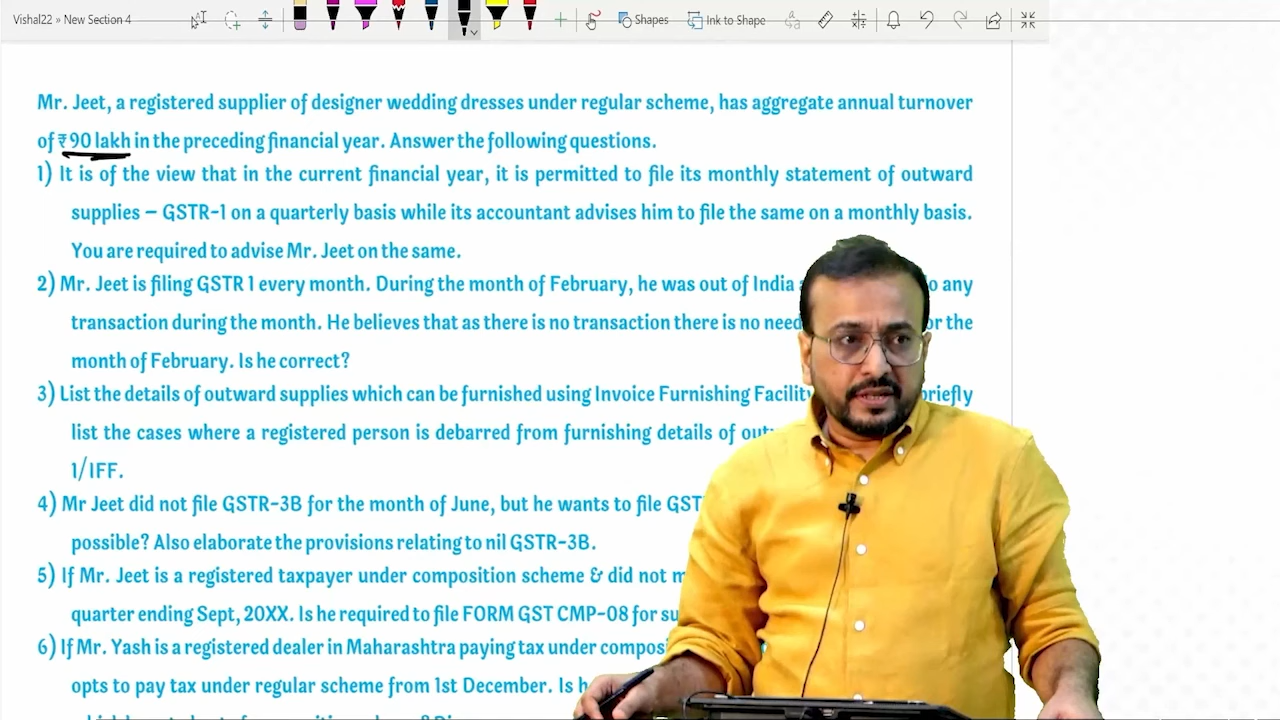 Vishal22 » New Section 4
Shapes
Ink to Shape
Mr. Jeet, a registered supplier of designer wedding dresses under regular scheme, has aggregate annual turnover
of ₹90 lakh in the preceding financial year. Answer the following questions.
1) It is of the view that in the current financial year, it is permitted to file its monthly statement of outward
supplies – GSTR-1 on a quarterly basis while its accountant advises him to file the same on a monthly basis.
You are required to advise Mr. Jeet on the same.
2) Mr. Jeet is filing GSTR 1 every month. During the month of February, he was out of India any
transaction during the month. He believes that as there is no transaction there is no need the
month of February. Is he correct?
3) List the details of outward supplies which can be furnished using Invoice Furnishing Facility briefly
list the cases where a registered person is debarred from furnishing details of
1/IFF.
4) Mr Jeet did not file GSTR-3B for the month of June, but he wants to file
possible? Also elaborate the provisions relating to nil GSTR-3B.
5) If Mr. Jeet is a registered taxpayer under composition scheme & did not
quarter ending Sept, 20XX. Is he required to file FORM GST CMP-08 for
6) If Mr. Yash is a registered dealer in Maharashtra paying tax under
opts to pay tax under regular scheme from 1st December. Is